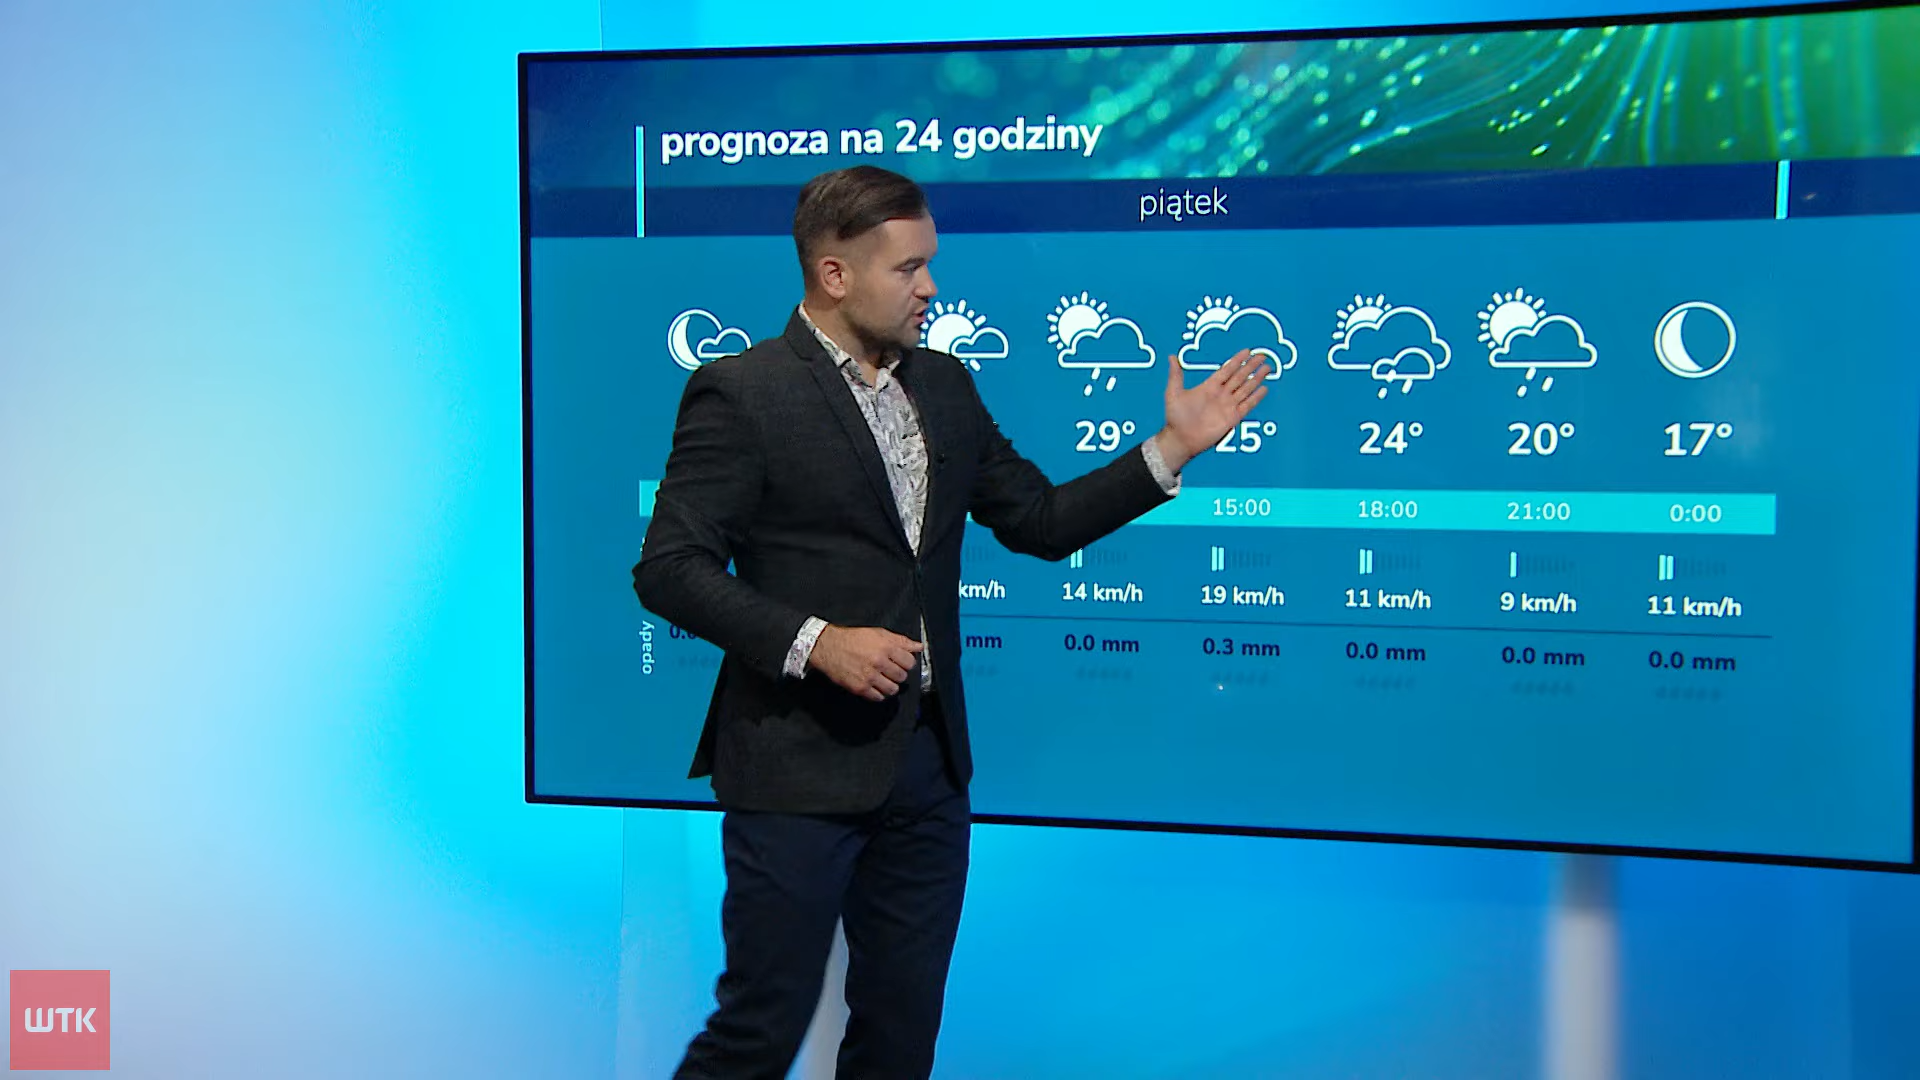 prognoza na 24 godziny
piątek
29° 25° 24° 20° 17°
15:00 18:00 21:00 0:00
km/h 14 km/h 19 km/h 11 km/h 9 km/h 11 km/h
opady
mm 0.0 mm 0.3 mm 0.0 mm 0.0 mm 0.0 mm
WTK